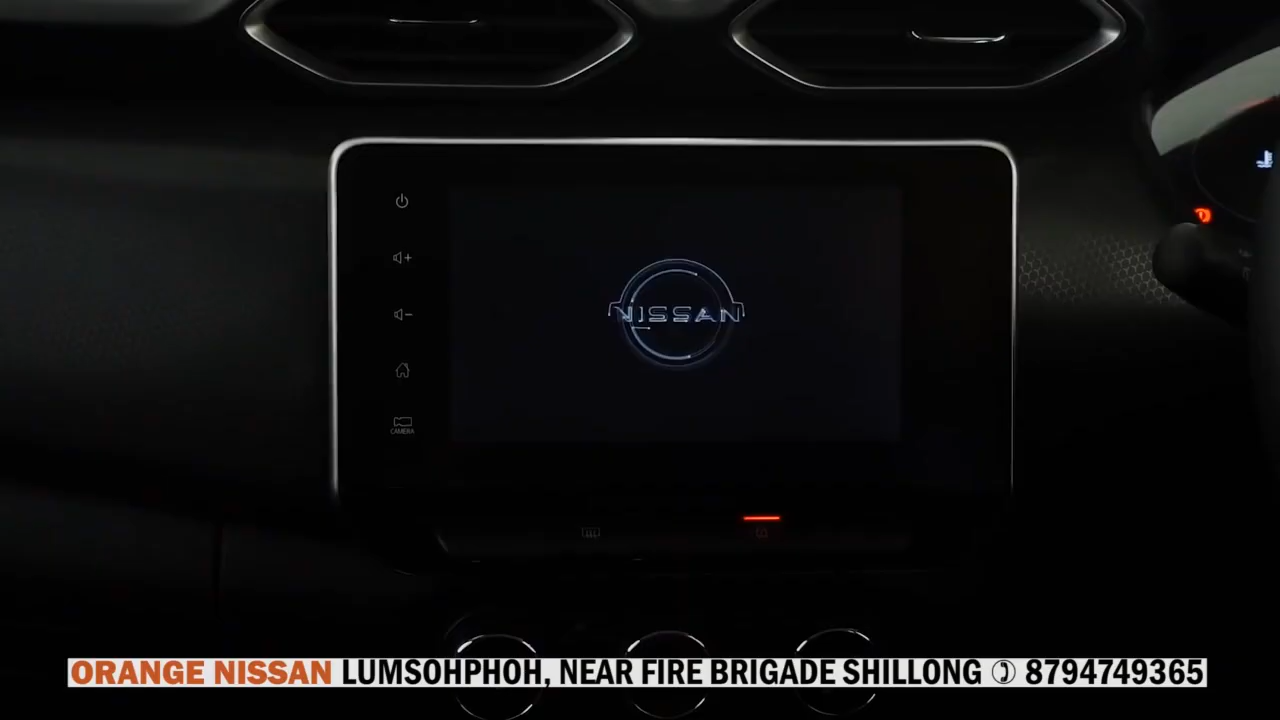 NISSAN
CAMERA
ORANGE NISSAN LUMSOHPHOH, NEAR FIRE BRIGADE SHILLONG ✆ 8794749365